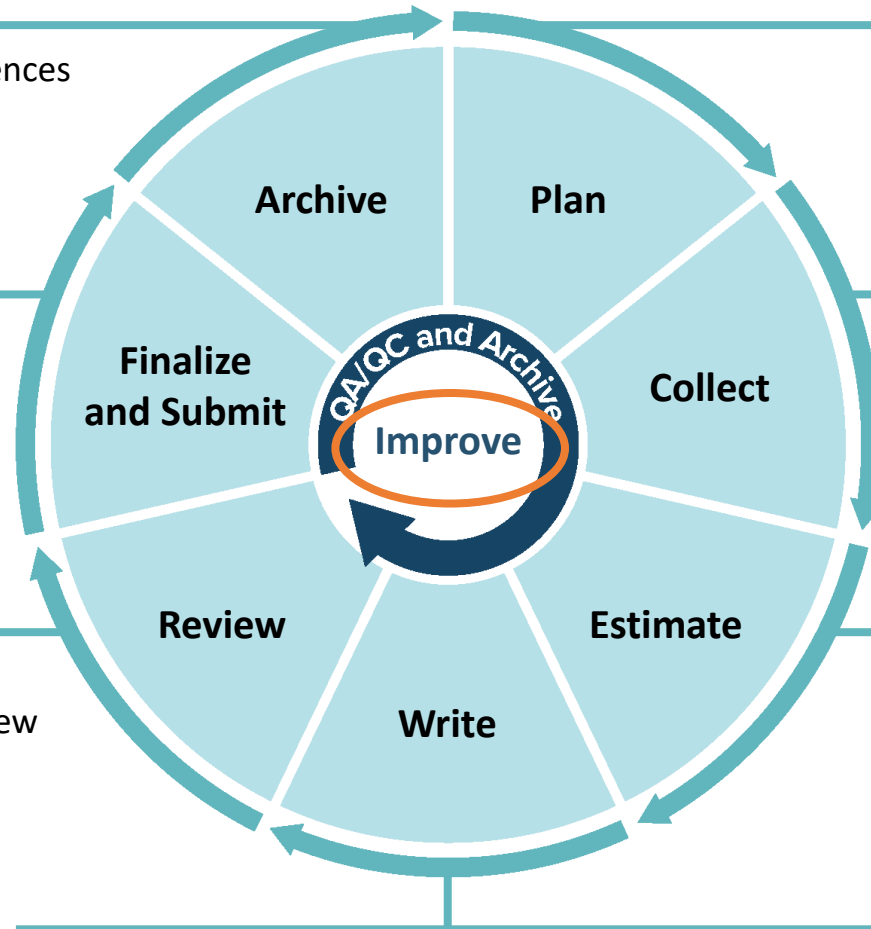 ences
Archive
Plan
Finalize
and Submit
QA/QC and Archive
Improve
Collect
Review
Estimate
ew
Write